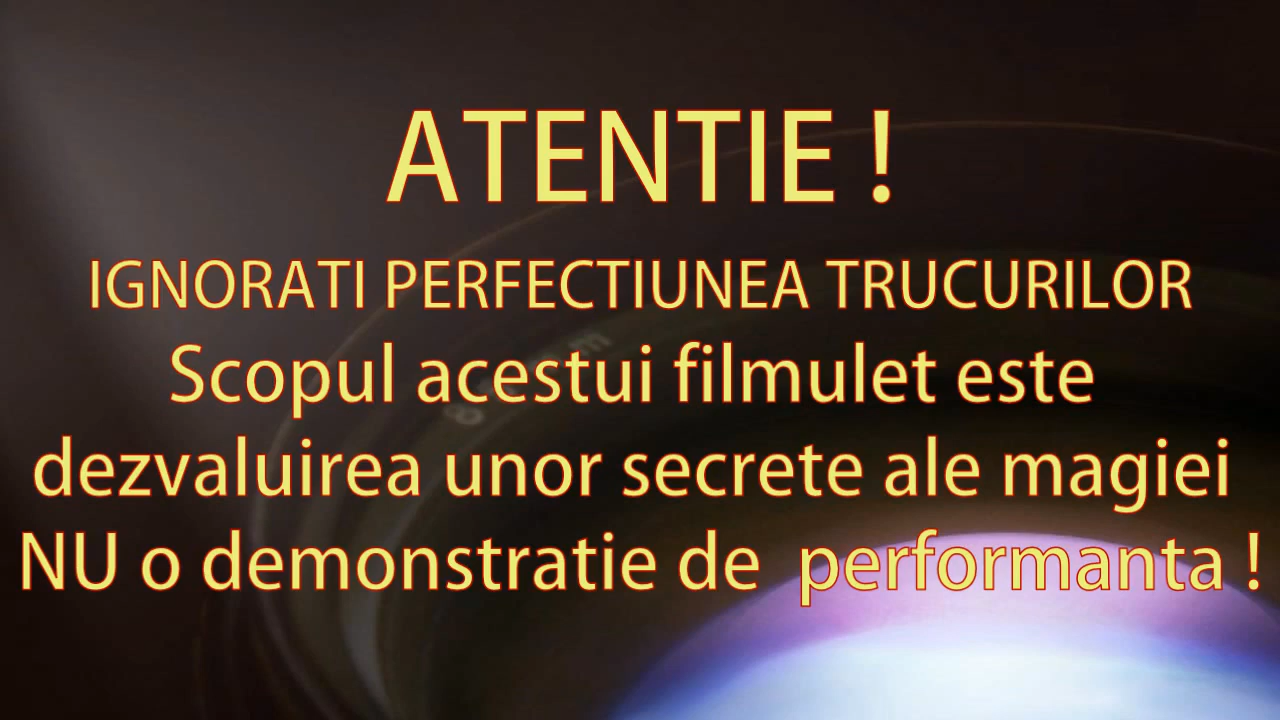 ATENTIE !
IGNORATI PERFECTIUNEA TRUCURILOR
Scopul acestui filmulet este
dezvaluirea unor secrete ale magiei
NU o demonstratie de performanta !